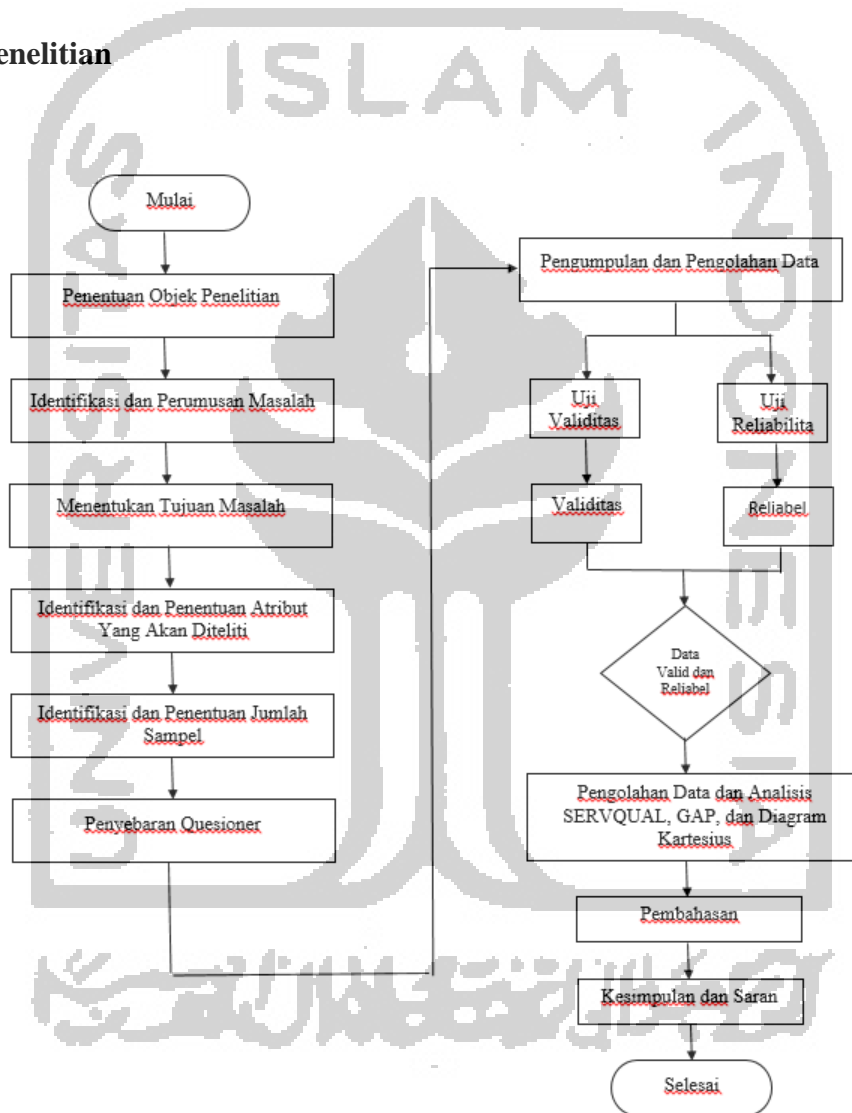 enelitian
ISLAM
UNIVERSITAS
INDONESIA
Mulai
Penentuan Objek Penelitian
Identifikasi dan Perumusan Masalah
Menentukan Tujuan Masalah
Identifikasi dan Penentuan Atribut
Yang Akan Diteliti
Identifikasi dan Penentuan Jumlah
Sampel
Penyebaran Quesioner
Pengumpulan dan Pengolahan Data
Uji
Validitas
Uji
Reliabilita
Validitas
Reliabel
Data
Valid dan
Reliabel
Pengolahan Data dan Analisis
SERVQUAL, GAP, dan Diagram
Kartesius
Pembahasan
Kesimpulan dan Saran
Selesai